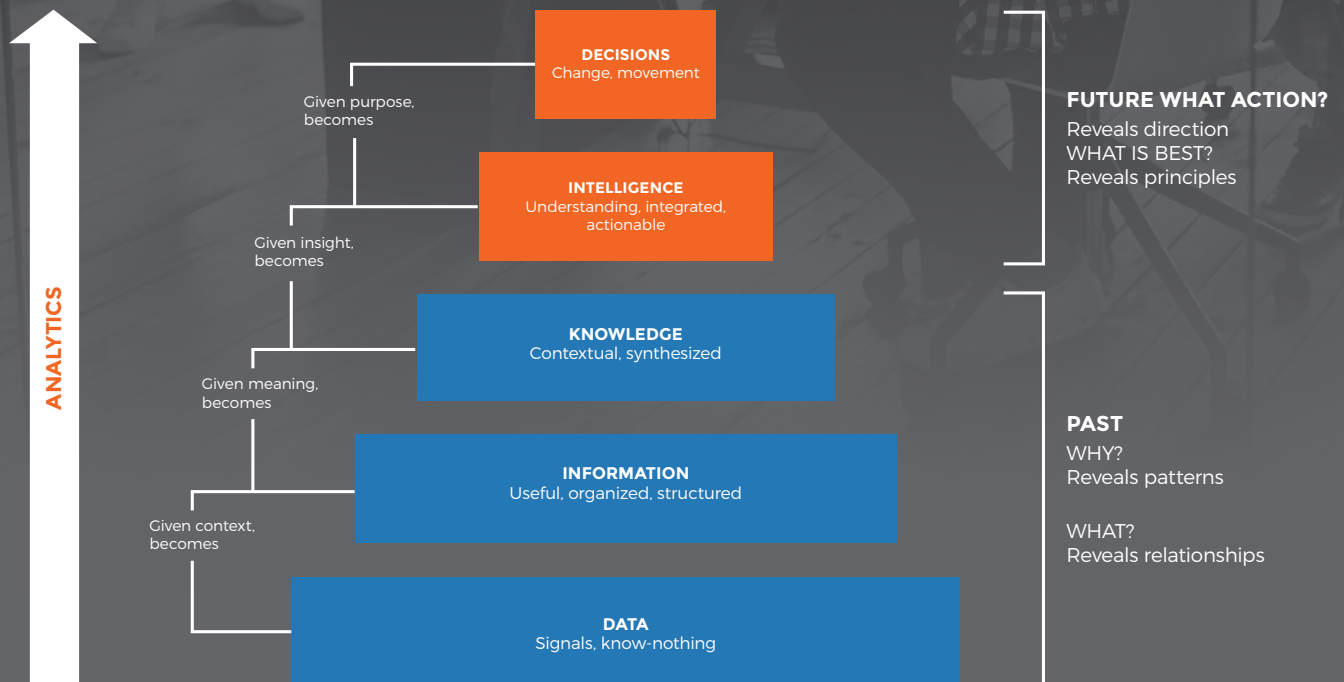 DECISIONS
Change, movement
Given purpose,
becomes
INTELLIGENCE
Understanding, integrated,
actionable
Given insight,
becomes
KNOWLEDGE
Contextual, synthesized
Given meaning,
becomes
INFORMATION
Useful, organized, structured
Given context,
becomes
DATA
Signals, know-nothing
ANALYTICS
FUTURE WHAT ACTION?
Reveals direction
WHAT IS BEST?
Reveals principles
PAST
WHY?
Reveals patterns
WHAT?
Reveals relationships